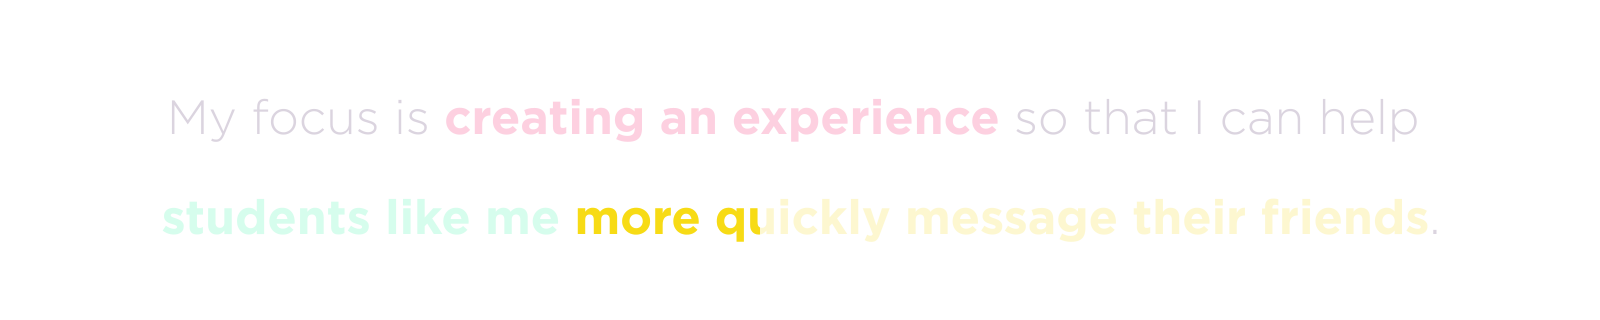 My focus is creating an experience so that I can help
students like me more quickly message their friends.